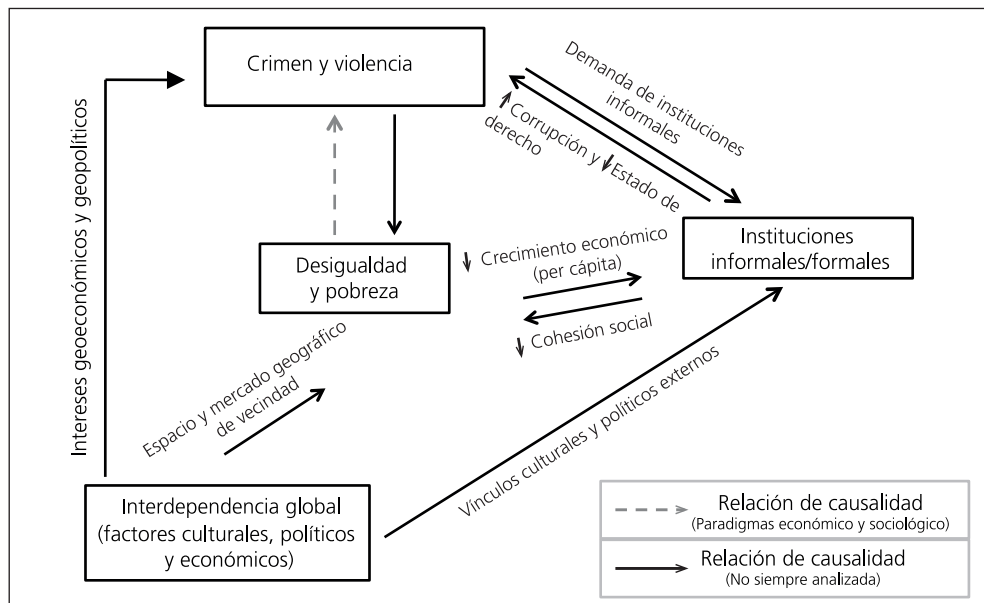 Crimen y violencia
Demanda de instituciones
informales
Corrupción y Estado de
derecho
Intereses geoeconómicos y geopolíticos
Desigualdad
y pobreza
Crecimiento económico
(per cápita)
Instituciones
informales/formales
Cohesión social
Espacio y mercado geográfico
de vecindad
Vínculos culturales y políticos externos
Interdependencia global
(factores culturales, políticos
y económicos)
Relación de causalidad
(Paradigmas económico y sociológico)
Relación de causalidad
(No siempre analizada)